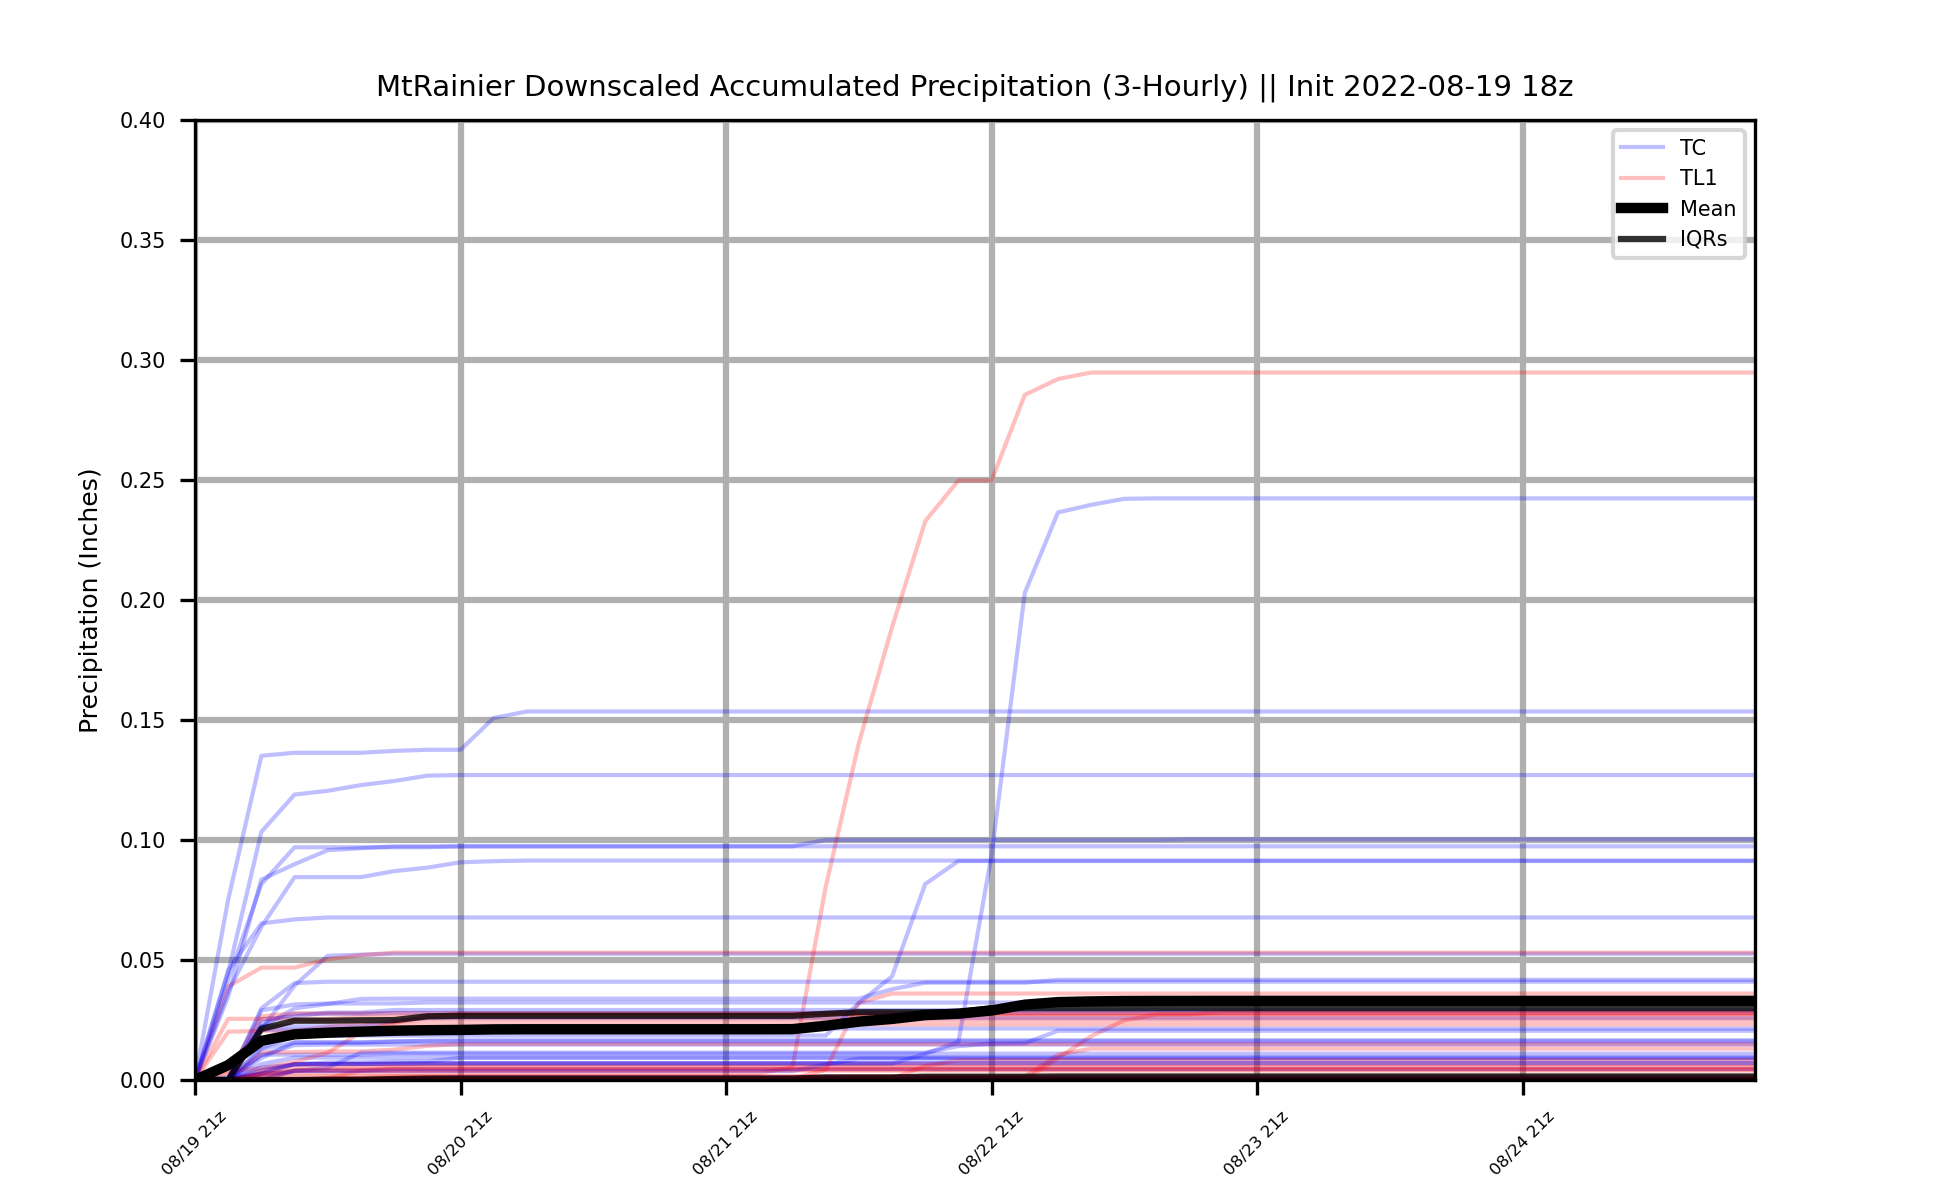 MtRainier Downscaled Accumulated Precipitation (3-Hourly) || Init 2022-08-19 18z
TC
TL1
Mean
IQRs
Precipitation (Inches)
0.40
0.35
0.30
0.25
0.20
0.15
0.10
0.05
0.00
08/19 21z
08/20 21z
08/21 21z
08/22 21z
08/23 21z
08/24 21z